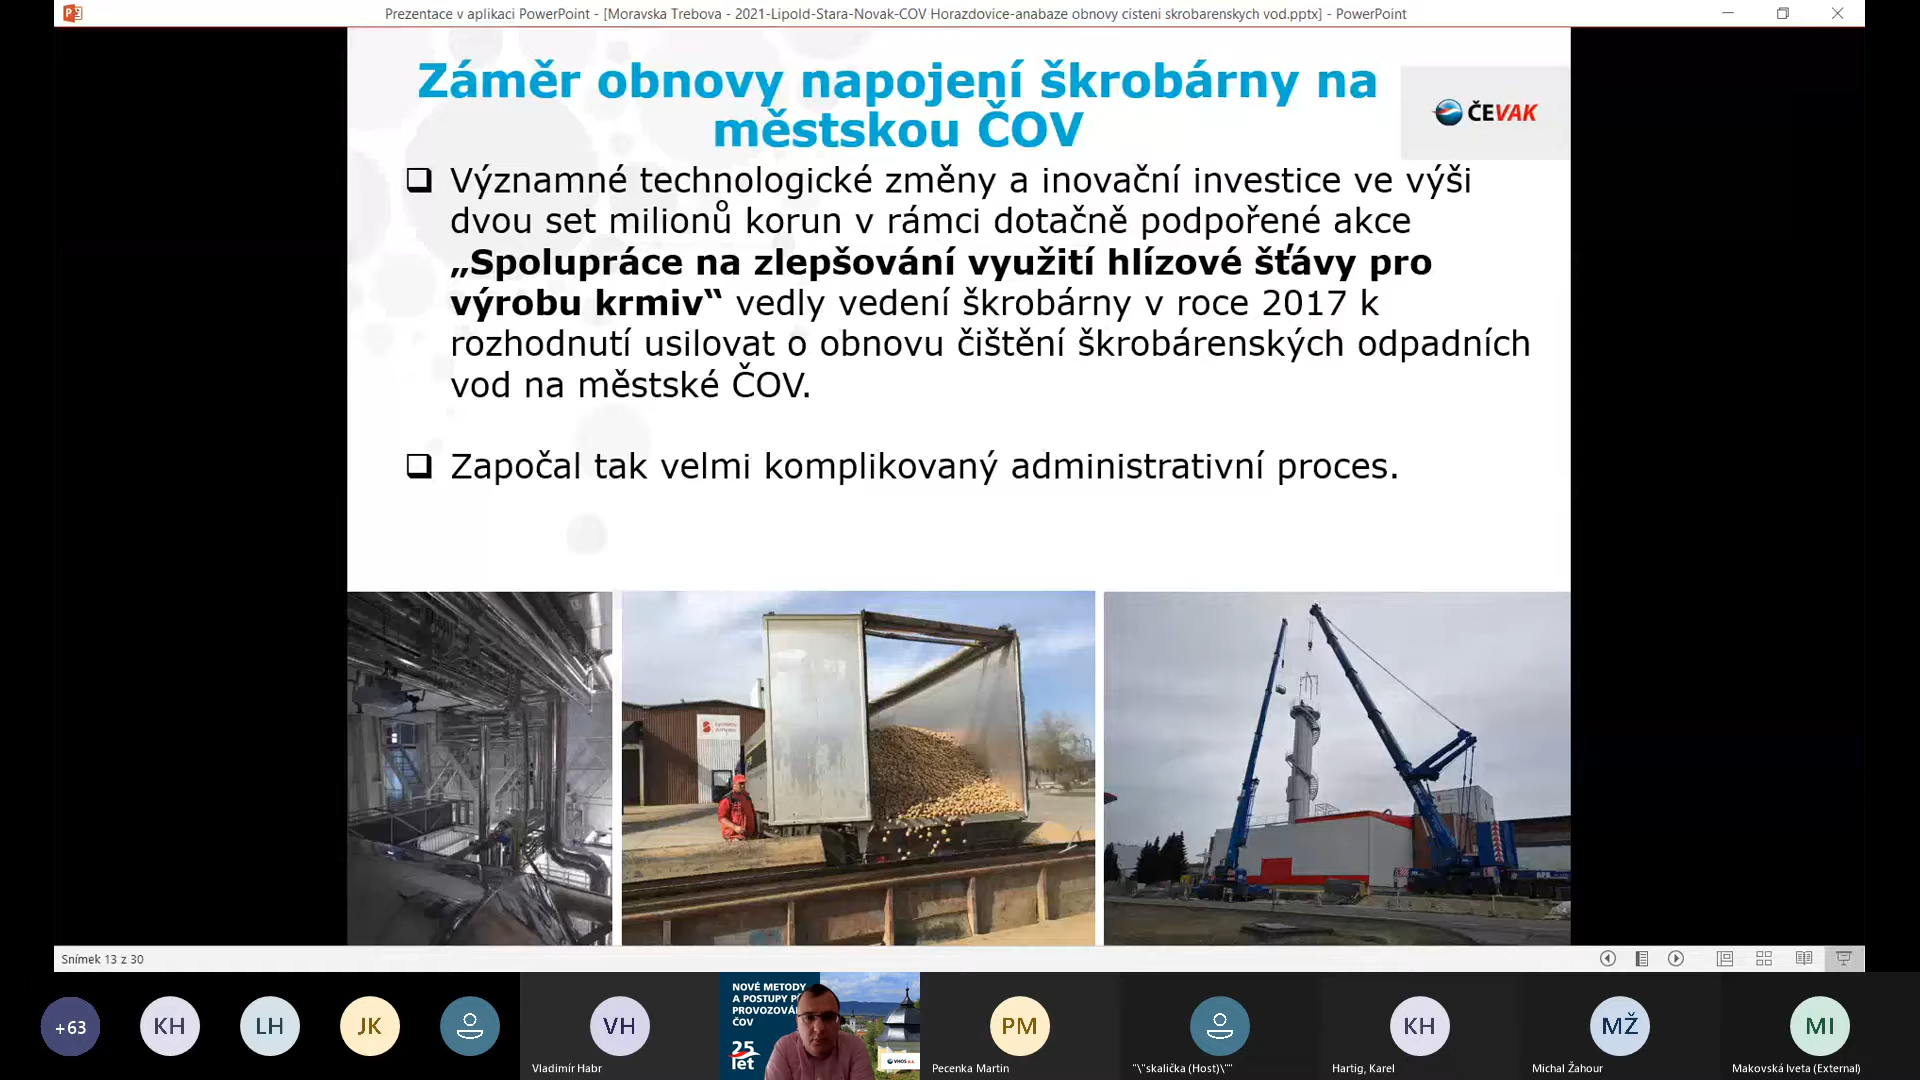 Prezentace v aplikaci PowerPoint - [Moravska Trebova - 2021-Lipold-Stara-Novak-COV Horazdovice-anabaze obnovy cisteni skrobarenskych vod.pptx] - PowerPoint
Záměr obnovy napojení škrobárny na
městskou ČOV
ČEVAK
Významné technologické změny a inovační investice ve výši
dvou set milionů korun v rámci dotačně podpořené akce
„Spolupráce na zlepšování využití hlízové šťávy pro
výrobu krmiv“ vedly vedení škrobárny v roce 2017 k
rozhodnutí usilovat o obnovu čištění škrobárenských odpadních
vod na městské ČOV.
Započal tak velmi komplikovaný administrativní proces.
Snímek 13 z 30
+63
KH
LH
JK
VH
Vladimír Habr
NOVÉ METODY
A POSTUPY P
PROVOZOVÁ
ČOV
25
let
VHOS a.s.
PM
Pecenka Martin
"\"skalička (Host)\""
KH
Hartig, Karel
MŽ
Michal Žahour
MI
Makovská Iveta (External)